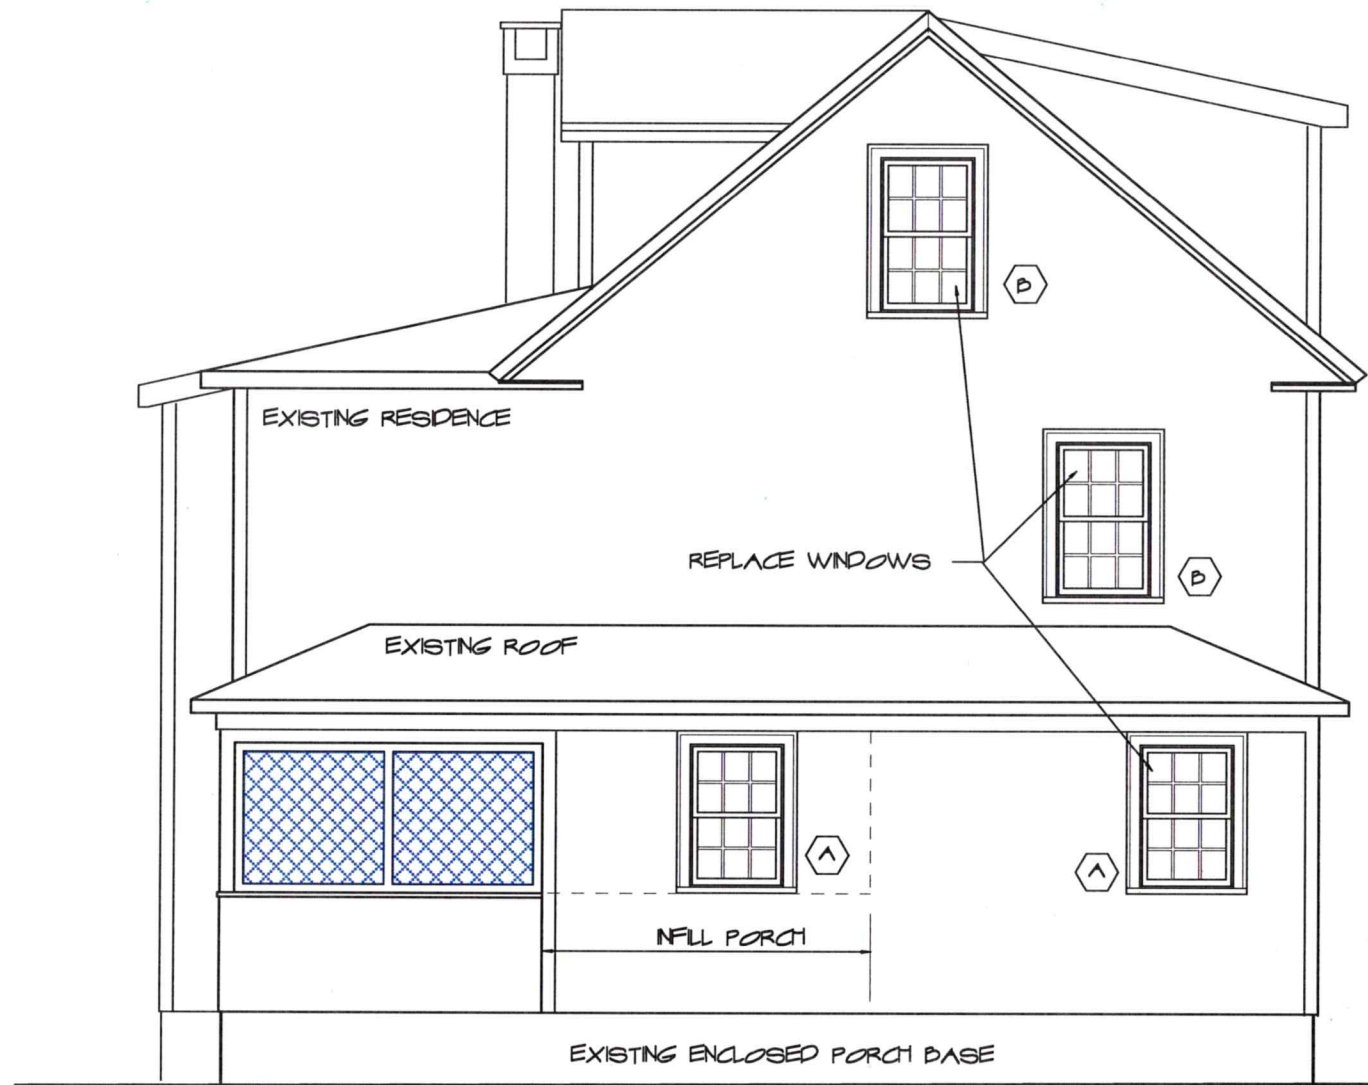 B
EXISTING RESIDENCE
REPLACE WINDOWS
B
EXISTING ROOF
A
A
INFILL PORCH
EXISTING ENCLOSED PORCH BASE